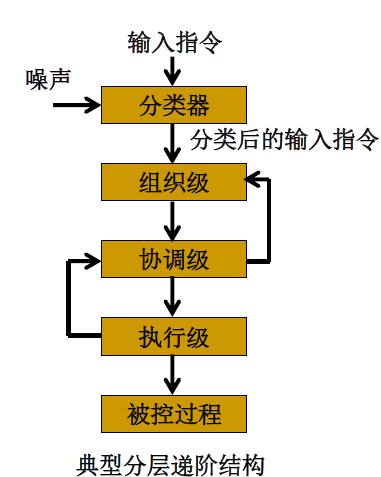 输入指令
噪声
分类器
分类后的输入指令
组织级
协调级
执行级
被控过程
典型分层递阶结构